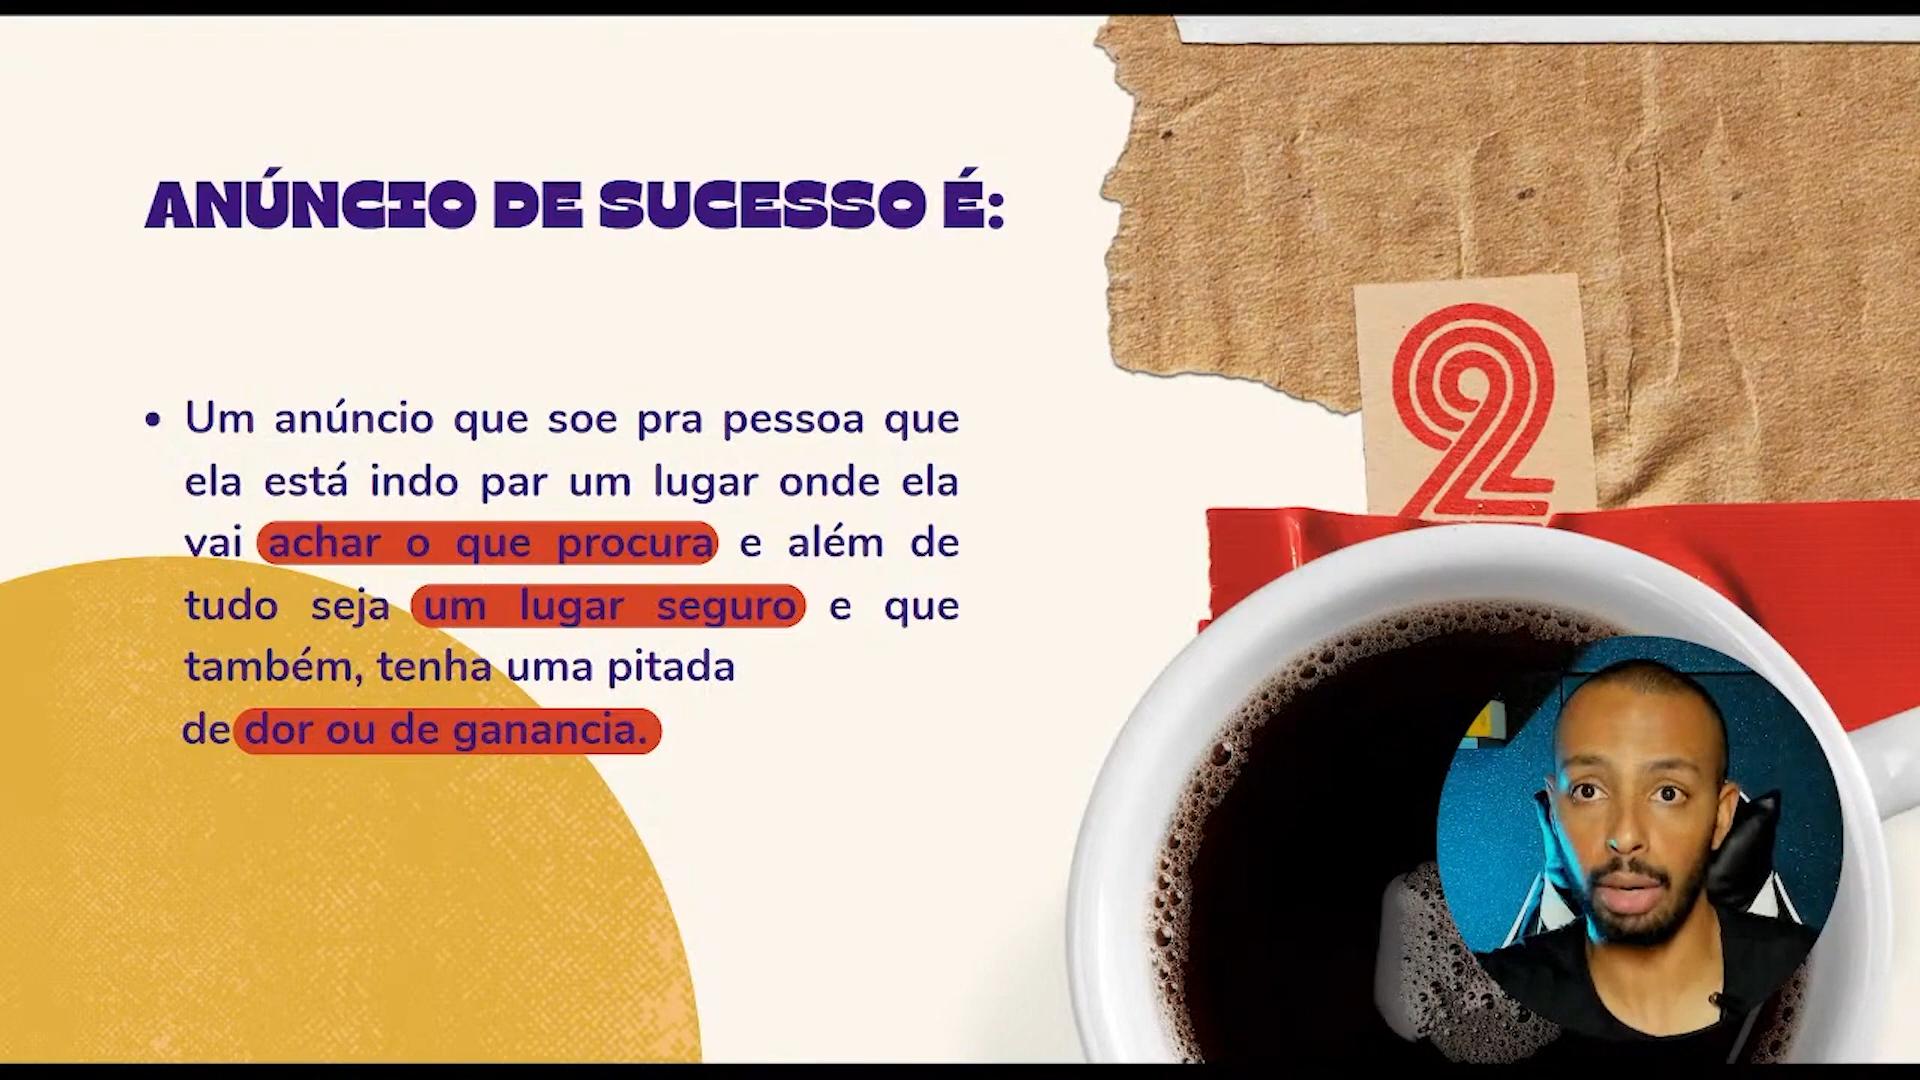 ANÚNCIO DE SUCESSO É:
• Um anúncio que soe pra pessoa que
ela está indo par um lugar onde ela
vai achar o que procura e além de
tudo seja um lugar seguro e que
também, tenha uma pitada
de dor ou de ganancia.
2